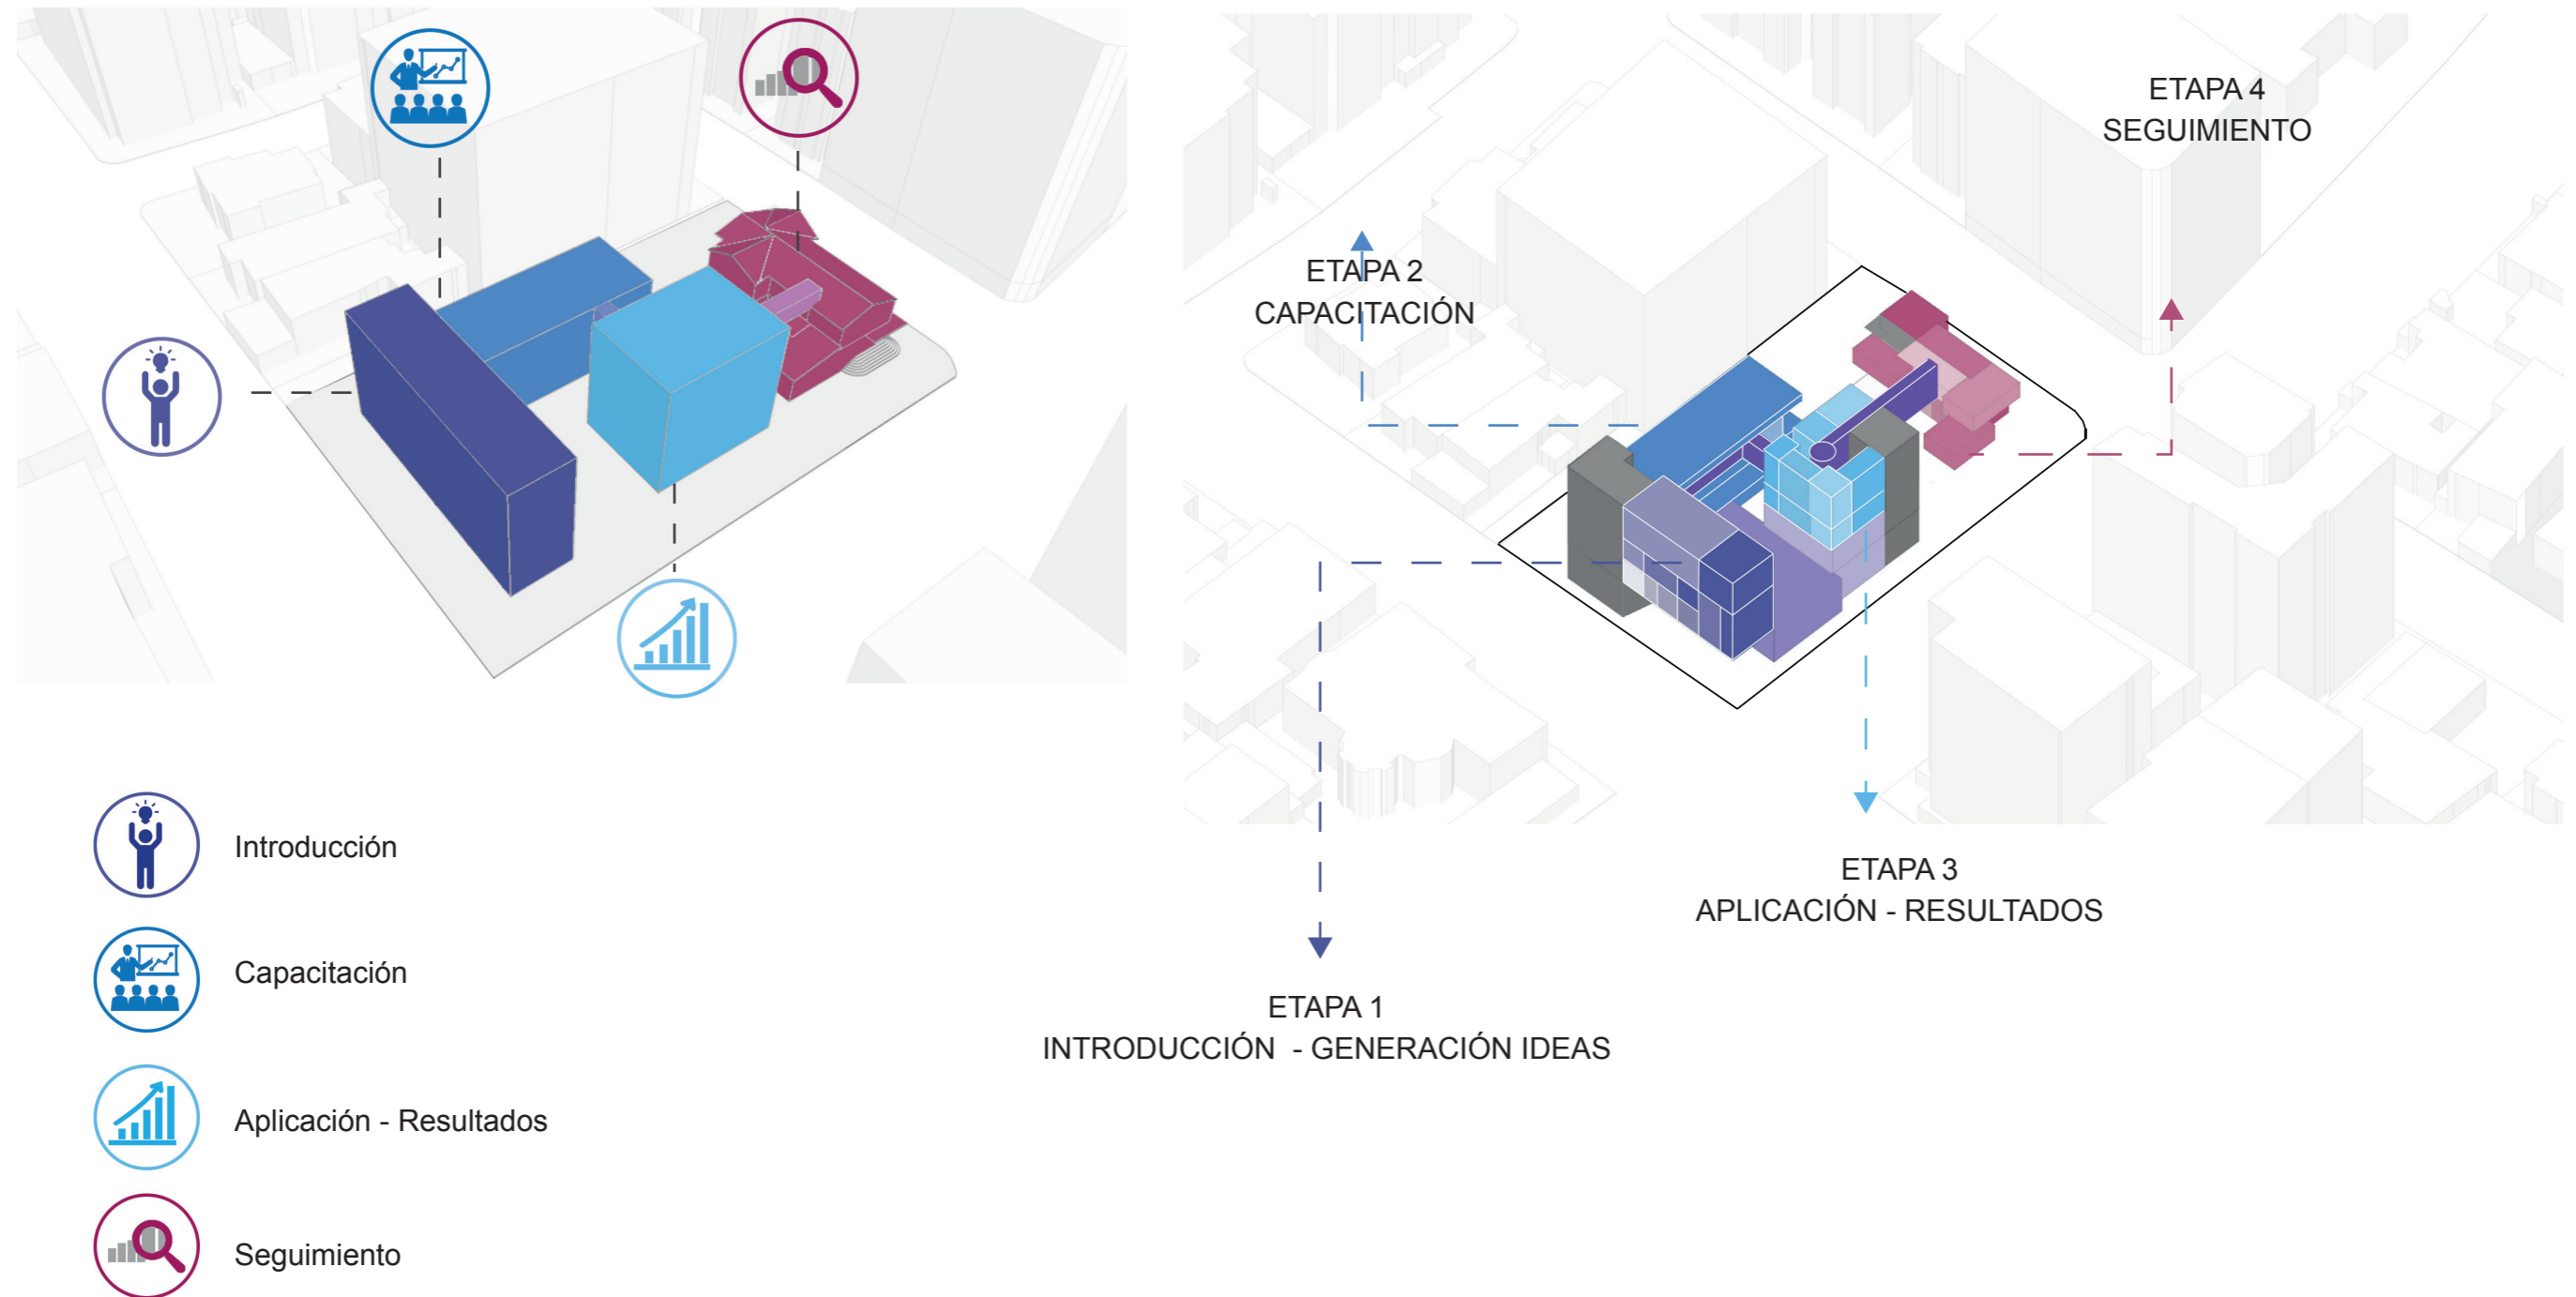 ETAPA 4
SEGUIMIENTO
ETAPA 2
CAPACITACIÓN
Introducción
Capacitación
Aplicación - Resultados
Seguimiento
ETAPA 3
APLICACIÓN - RESULTADOS
ETAPA 1
INTRODUCCIÓN - GENERACIÓN IDEAS